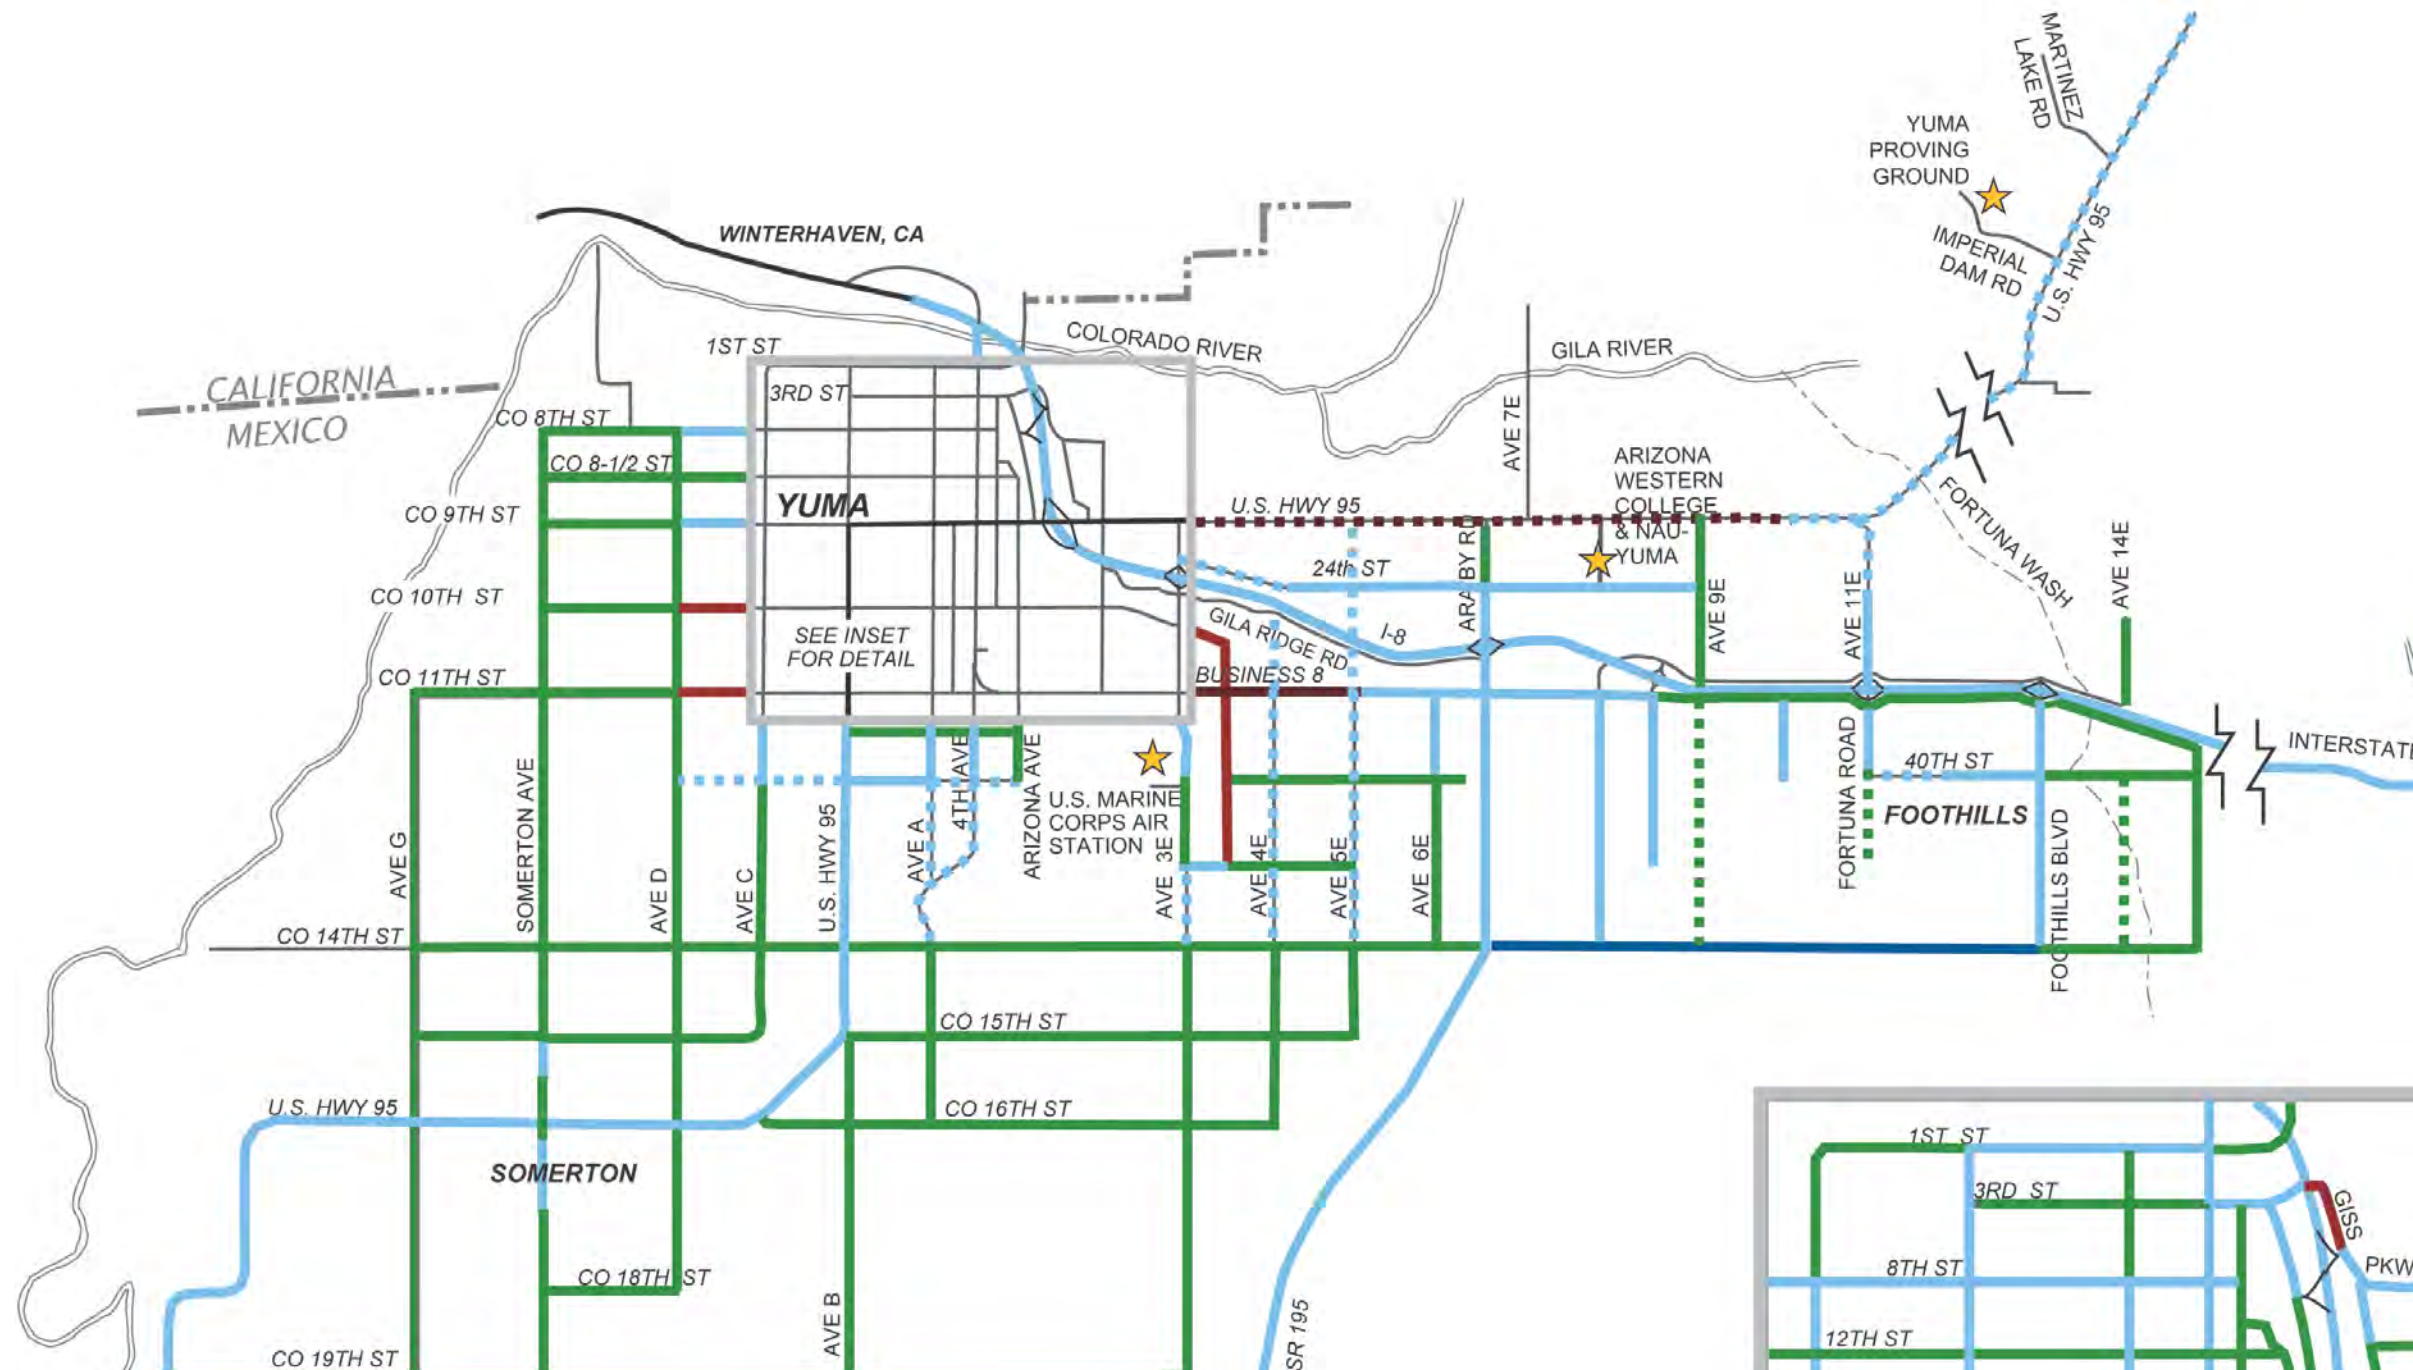 MARTINEZ
LAKE RD
YUMA
PROVING
GROUND
IMPERIAL
DAM RD
U.S. HWY 95
WINTERHAVEN, CA
COLORADO RIVER
GILA RIVER
1ST ST
3RD ST
CALIFORNIA
MEXICO
CO 8TH ST
CO 8-1/2 ST
CO 9TH ST
CO 10TH ST
CO 11TH ST
YUMA
SEE INSET
FOR DETAIL
U.S. HWY 95
AVE 7E
ARIZONA
WESTERN
COLLEGE
& NAU-
YUMA
24th ST
ARABY RD
I-8
GILA RIDGE RD
BUSINESS 8
AVE 9E
AVE 11E
FORTUNA WASH
AVE 14E
INTERSTATE
40TH ST
FORTUNA ROAD
FOOTHILLS
FOOTHILLS BLVD
AVE G
SOMERTON AVE
AVE D
AVE C
U.S. HWY 95
AVE A
4TH AVE
ARIZONA AVE
U.S. MARINE
CORPS AIR
STATION
AVE 3E
AVE 4E
AVE 5E
AVE 6E
CO 14TH ST
CO 15TH ST
U.S. HWY 95
CO 16TH ST
SOMERTON
CO 18TH ST
AVE B
SR 195
CO 19TH ST
1ST ST
3RD ST
GISS
PKW
8TH ST
12TH ST